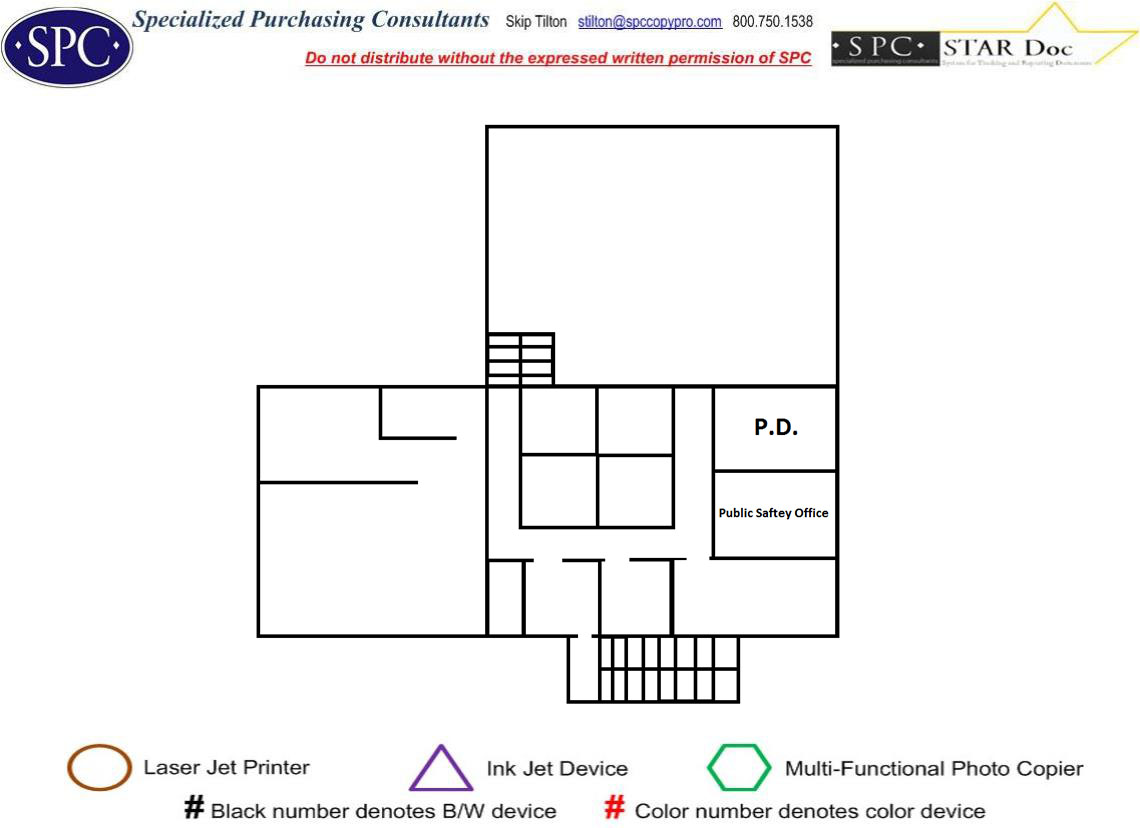 ·SPC· Specialized Purchasing Consultants Skip Tilton stilton@spccopypro.com 800.750.1538
Do not distribute without the expressed written permission of SPC
·SPC· STAR Doc
specialized purchasing consultants System for Tracking and Reporting Documents
P.D.
Public Saftey Office
Laser Jet Printer Ink Jet Device Multi-Functional Photo Copier
# Black number denotes B/W device # Color number denotes color device